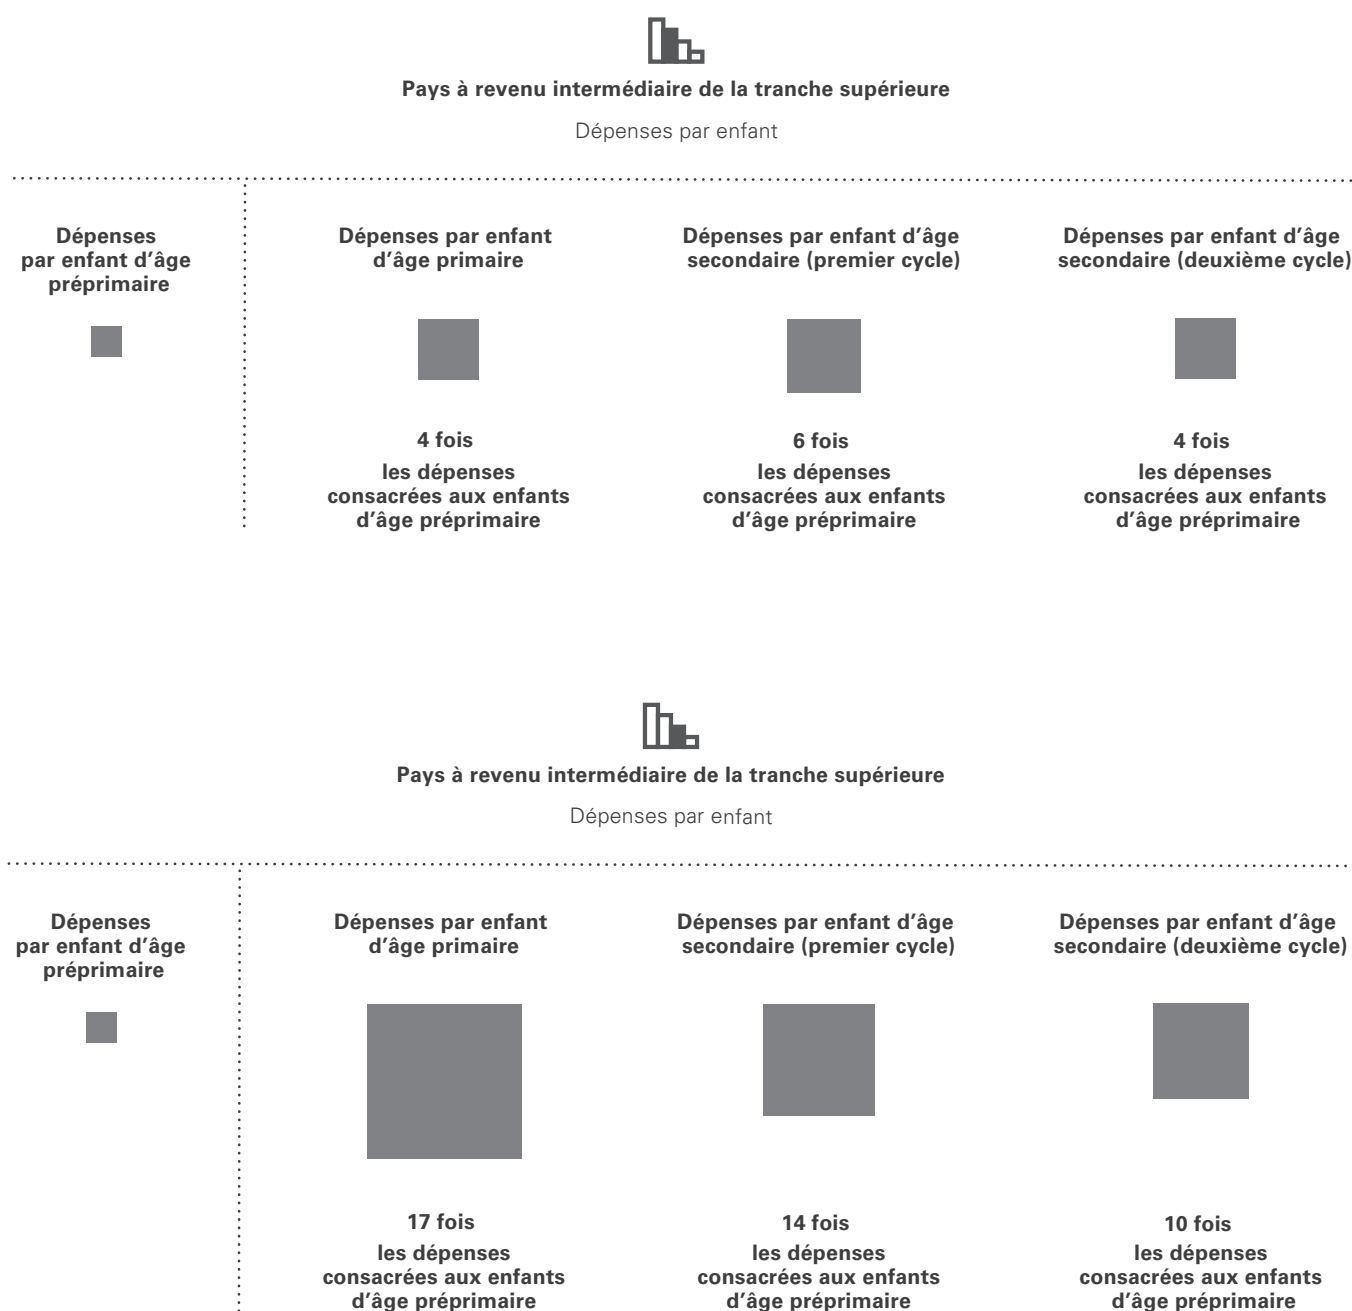 Pays à revenu intermédiaire de la tranche supérieure
Dépenses par enfant
Dépenses
par enfant d'âge
préprimaire
Dépenses par enfant
d'âge primaire
4 fois
les dépenses
consacrées aux enfants
d'âge préprimaire
Dépenses par enfant d'âge
secondaire (premier cycle)
6 fois
les dépenses
consacrées aux enfants
d'âge préprimaire
Dépenses par enfant d'âge
secondaire (deuxième cycle)
4 fois
les dépenses
consacrées aux enfants
d'âge préprimaire
Pays à revenu intermédiaire de la tranche supérieure
Dépenses par enfant
Dépenses
par enfant d'âge
préprimaire
Dépenses par enfant
d'âge primaire
17 fois
les dépenses
consacrées aux enfants
d'âge préprimaire
Dépenses par enfant d'âge
secondaire (premier cycle)
14 fois
les dépenses
consacrées aux enfants
d'âge préprimaire
Dépenses par enfant d'âge
secondaire (deuxième cycle)
10 fois
les dépenses
consacrées aux enfants
d'âge préprimaire